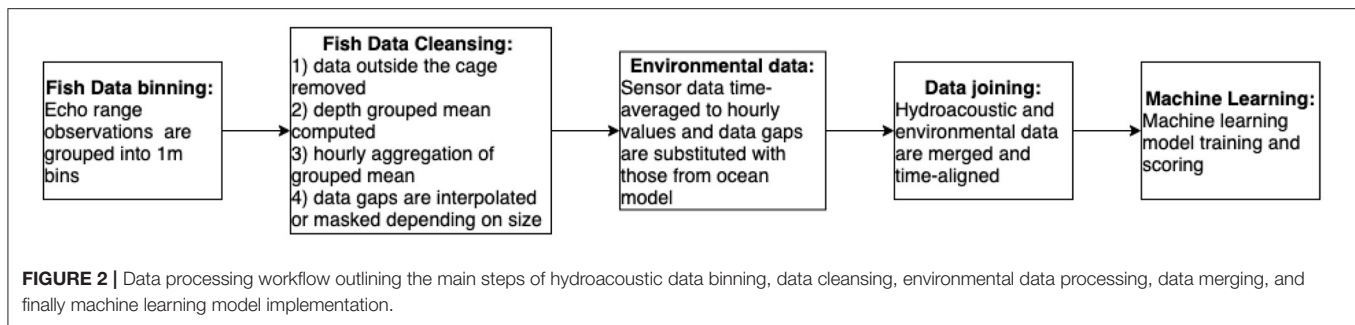 Fish Data binning:
Echo range
observations are
grouped into 1m
bins
Fish Data Cleansing:
1) data outside the cage
removed
2) depth grouped mean
computed
3) hourly aggregation of
grouped mean
4) data gaps are interpolated
or masked depending on size
Environmental data:
Sensor data time-
averaged to hourly
values and data gaps
are substituted with
those from ocean
model
Data joining:
Hydroacoustic and
environmental data
are merged and
time-aligned
Machine Learning:
Machine learning
model training and
scoring
FIGURE 2 | Data processing workflow outlining the main steps of hydroacoustic data binning, data cleansing, environmental data processing, data merging, and
finally machine learning model implementation.